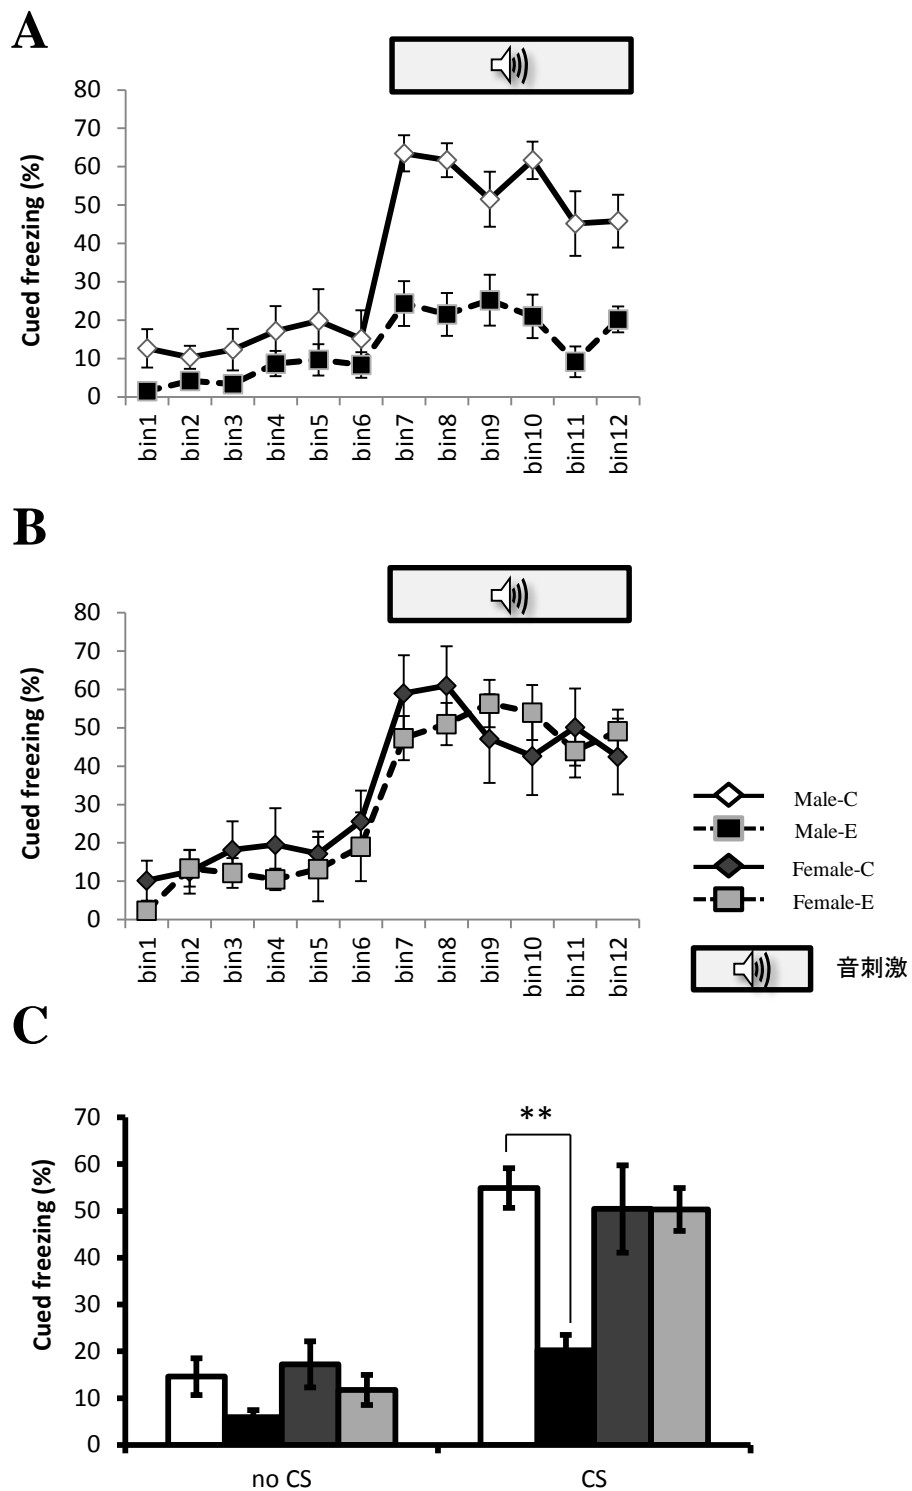 A
Cued freezing (%)
80
70
60
50
40
30
20
10
0
bin1
bin2
bin3
bin4
bin5
bin6
bin7
bin8
bin9
bin10
bin11
bin12
B
Cued freezing (%)
80
70
60
50
40
30
20
10
0
bin1
bin2
bin3
bin4
bin5
bin6
bin7
bin8
bin9
bin10
bin11
bin12
Male-C
Male-E
Female-C
Female-E
音刺激
C
Cued freezing (%)
70
60
50
40
30
20
10
0
**
no CS
CS